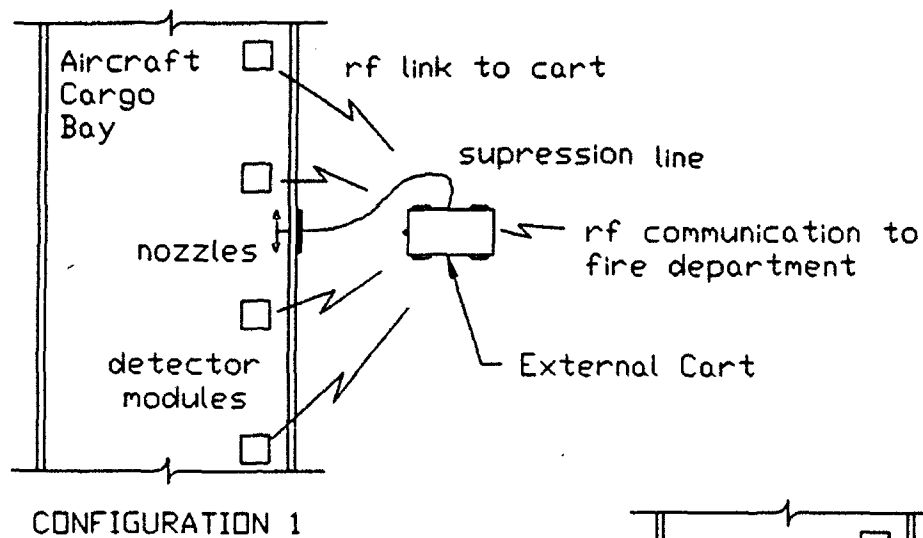 Aircraft
Cargo
Bay
rf link to cart
supression line
nozzles
rf communication to
fire department
detector
modules
External Cart
CONFIGURATION 1